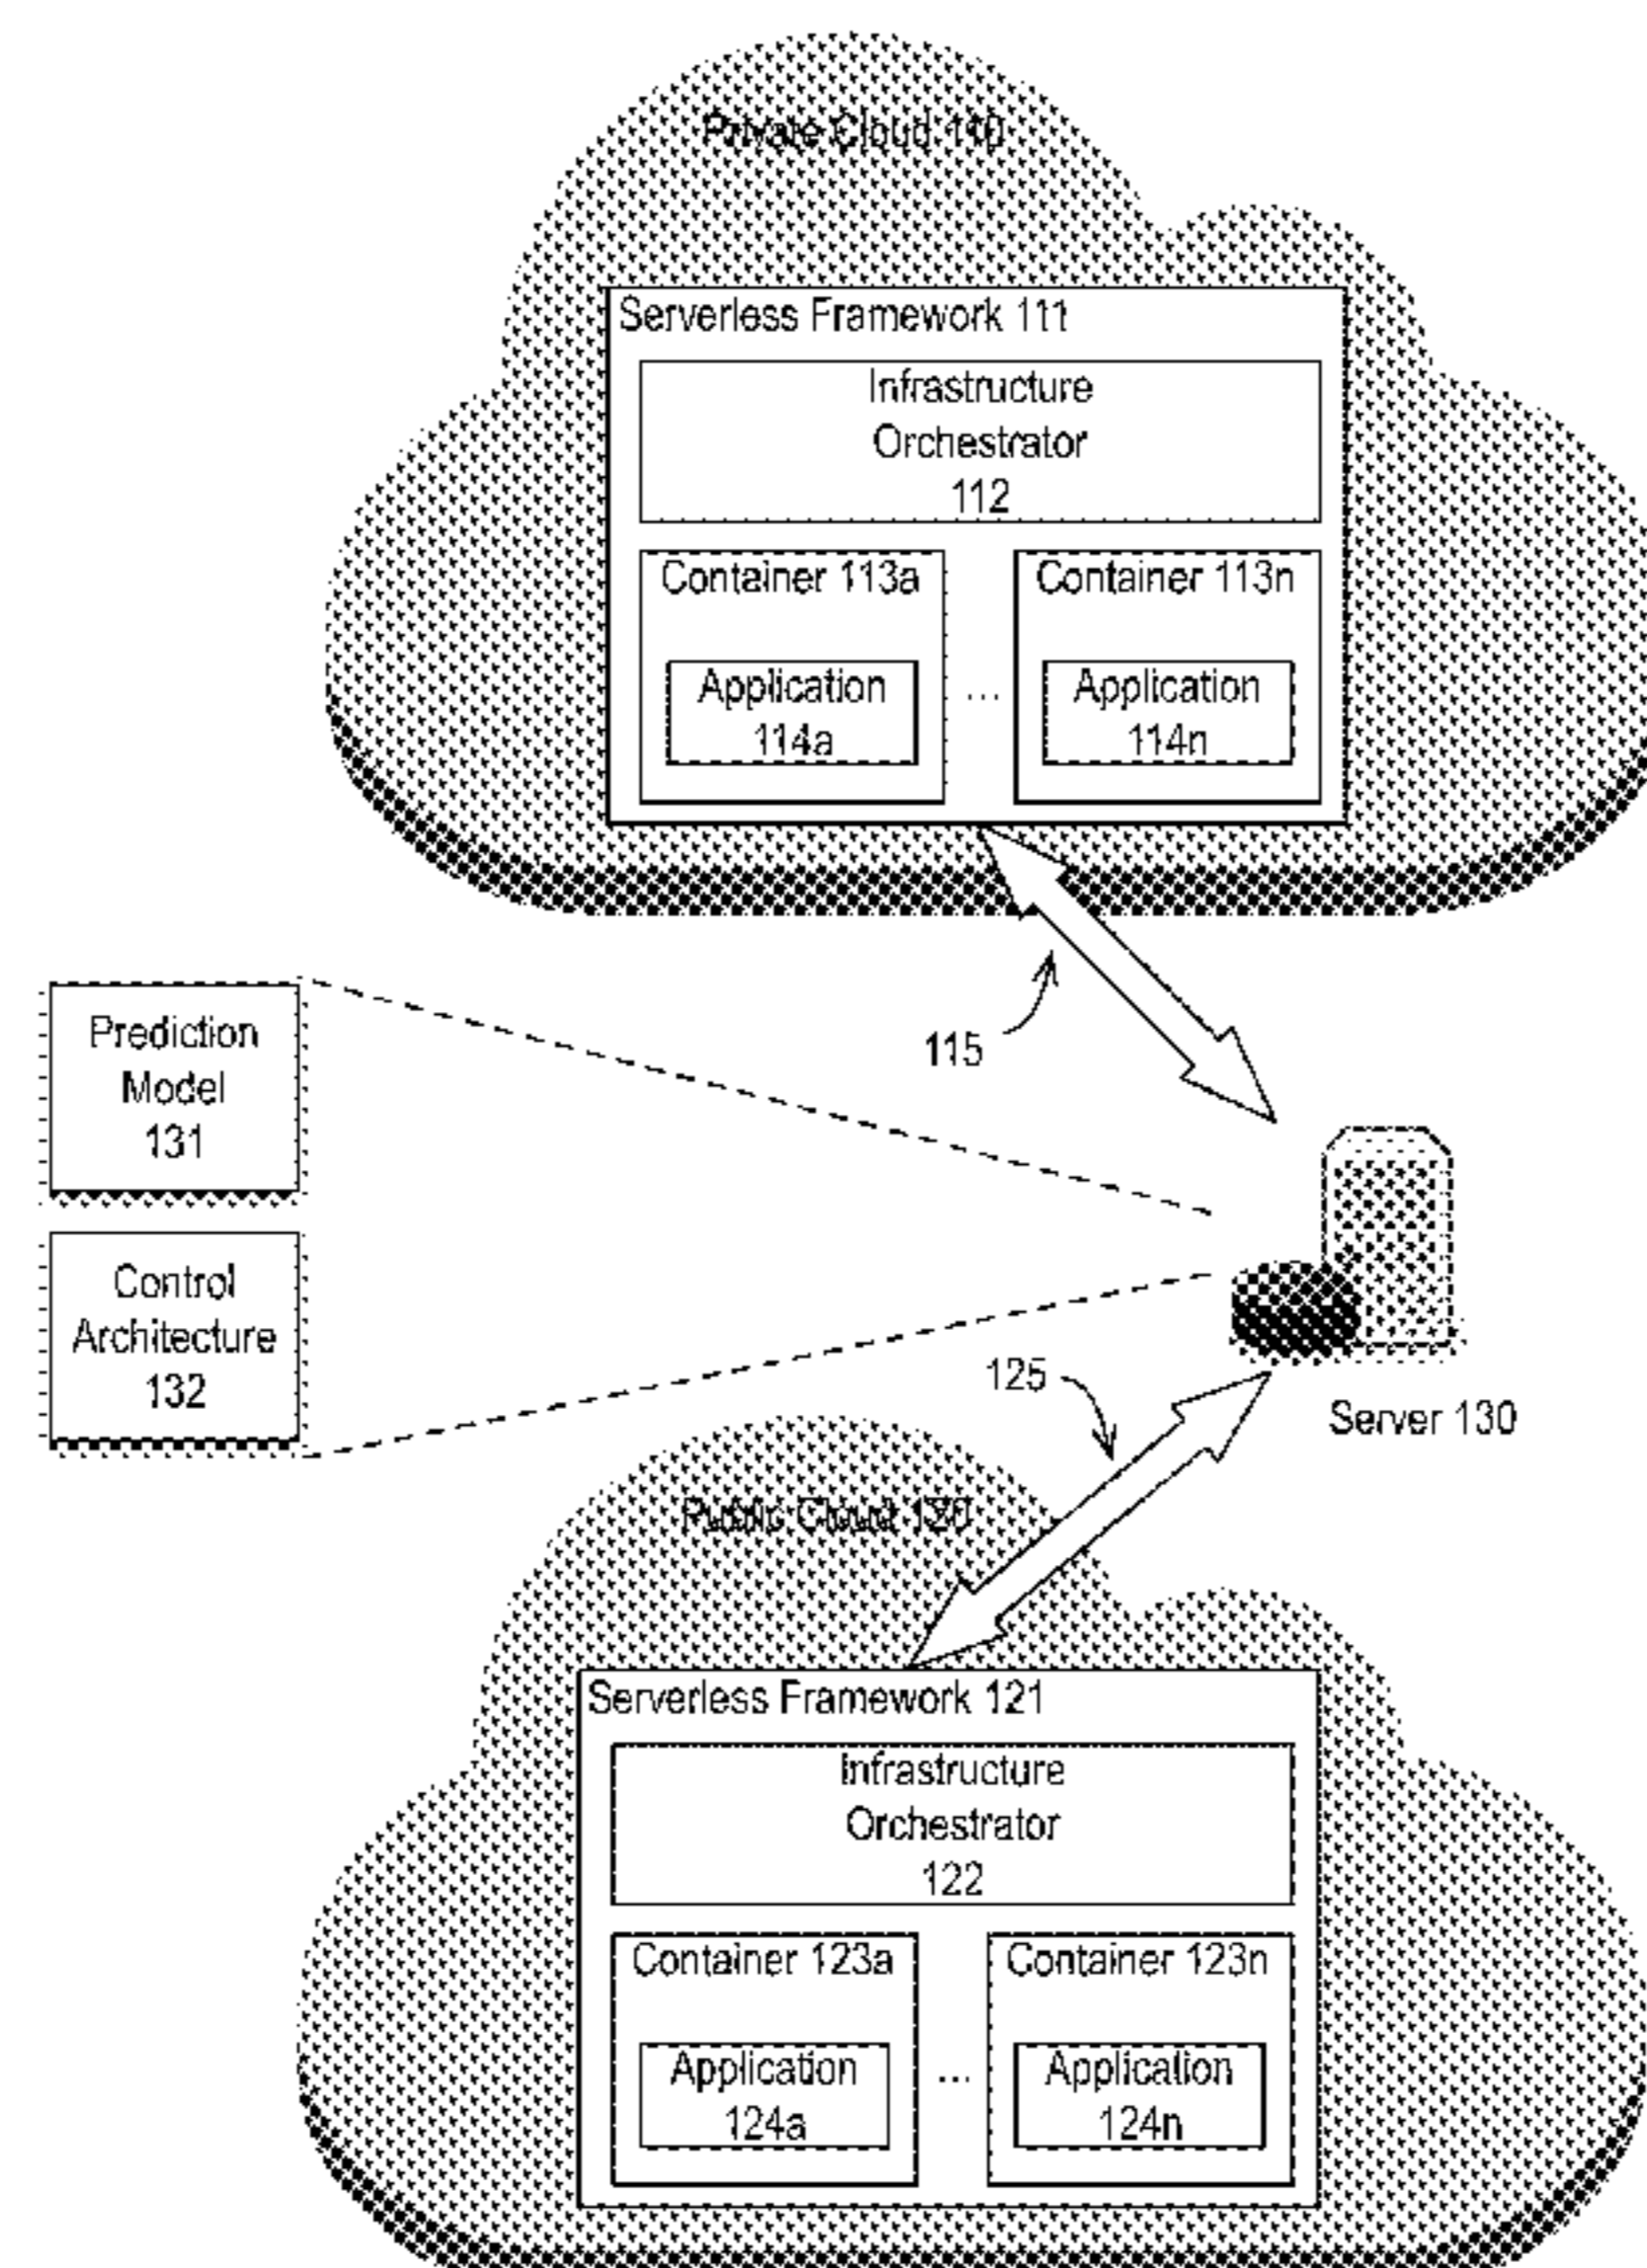 Private Cloud 110
Serverless Framework 111
Infrastructure
Orchestrator
112
Container 113a
Container 113n
Application
114a
...
Application
114n
115
Prediction
Model
131
Control
Architecture
132
125
Server 130
Public Cloud 120
Serverless Framework 121
Infrastructure
Orchestrator
122
Container 123a
Container 123n
Application
124a
...
Application
124n